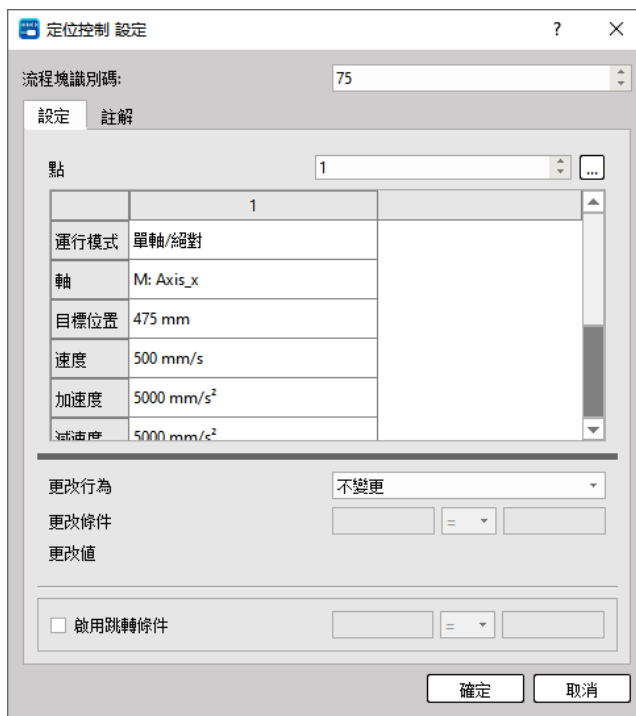 定位控制 設定
流程塊識別碼: 75
設定 註解
點 1 ...
1
運行模式 單軸/絕對
軸 M: Axis_x
目標位置 475 mm
速度 500 mm/s
加速度 5000 mm/s²
減速度 5000 mm/s²
更改行為 不變更
更改條件 =
更改值
啟用跳轉條件 =
確定 取消